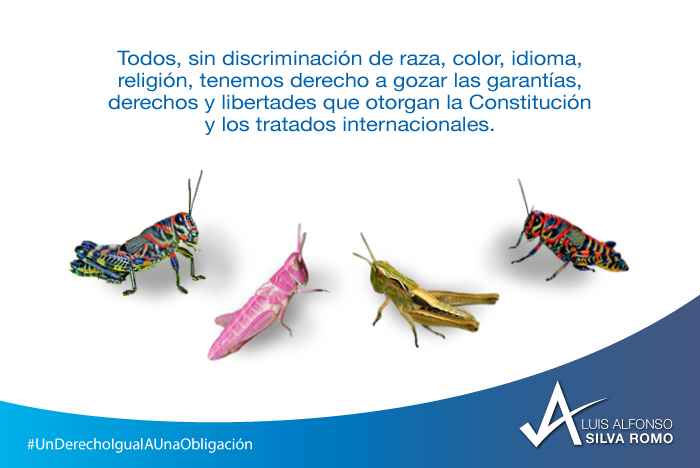 Todos, sin discriminación de raza, color, idioma,
religión, tenemos derecho a gozar las garantías,
derechos y libertades que otorgan la Constitución
y los tratados internacionales.
#UnDerechoIgualAUnaObligación
LUIS ALFONSO
SILVA ROMO